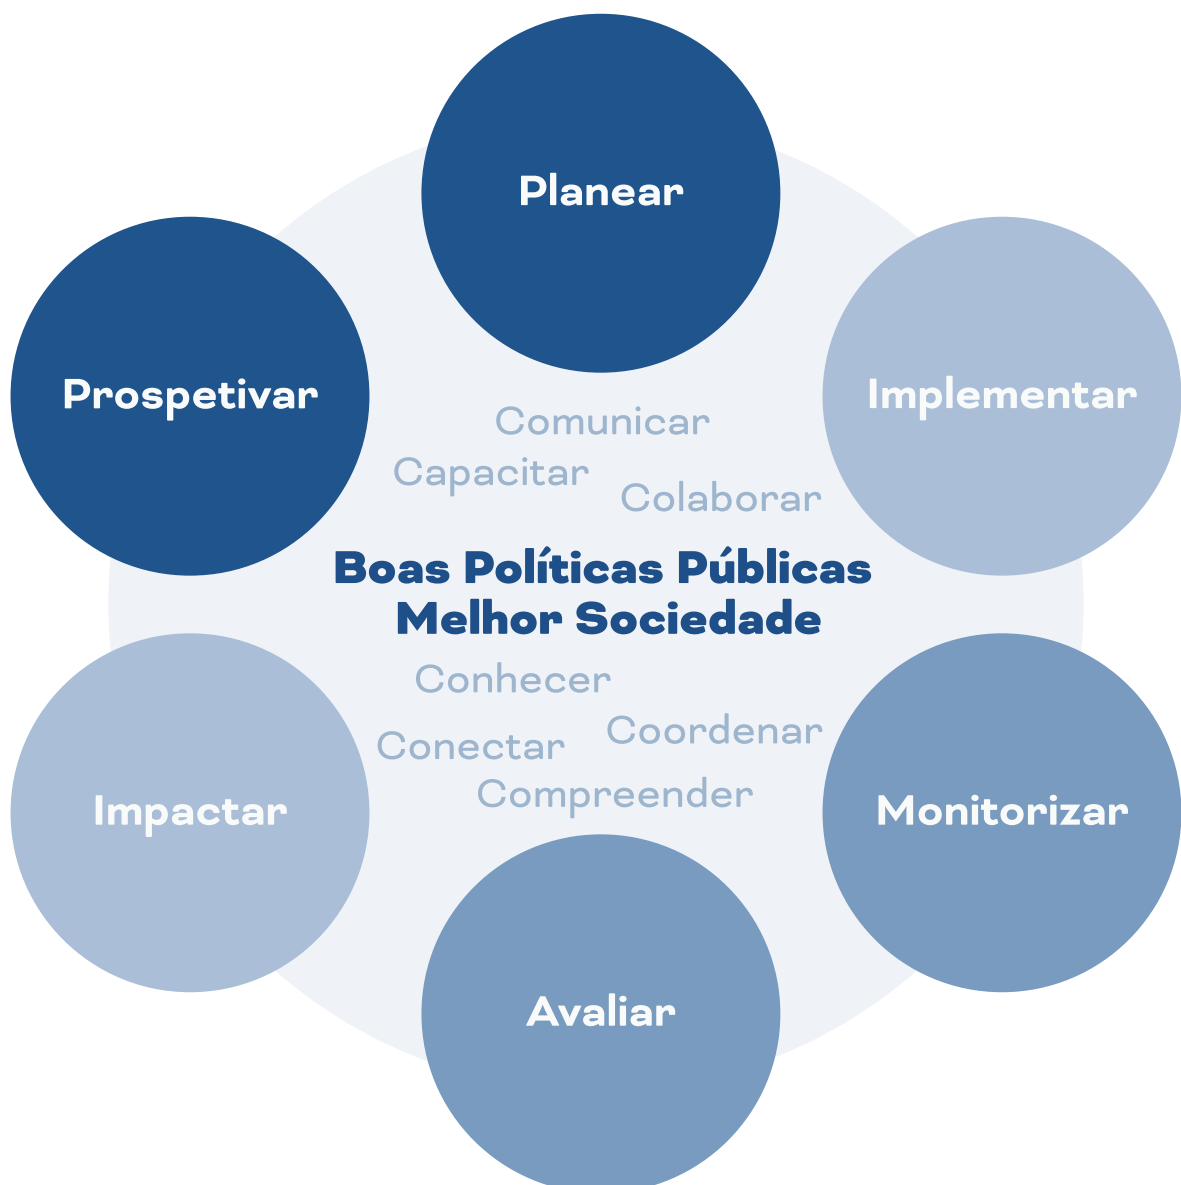 Planear
Prospetivar
Implementar
Comunicar
Capacitar
Colaborar
Boas Políticas Públicas
Melhor Sociedade
Conhecer
Coordenar
Conectar
Compreender
Impactar
Monitorizar
Avaliar